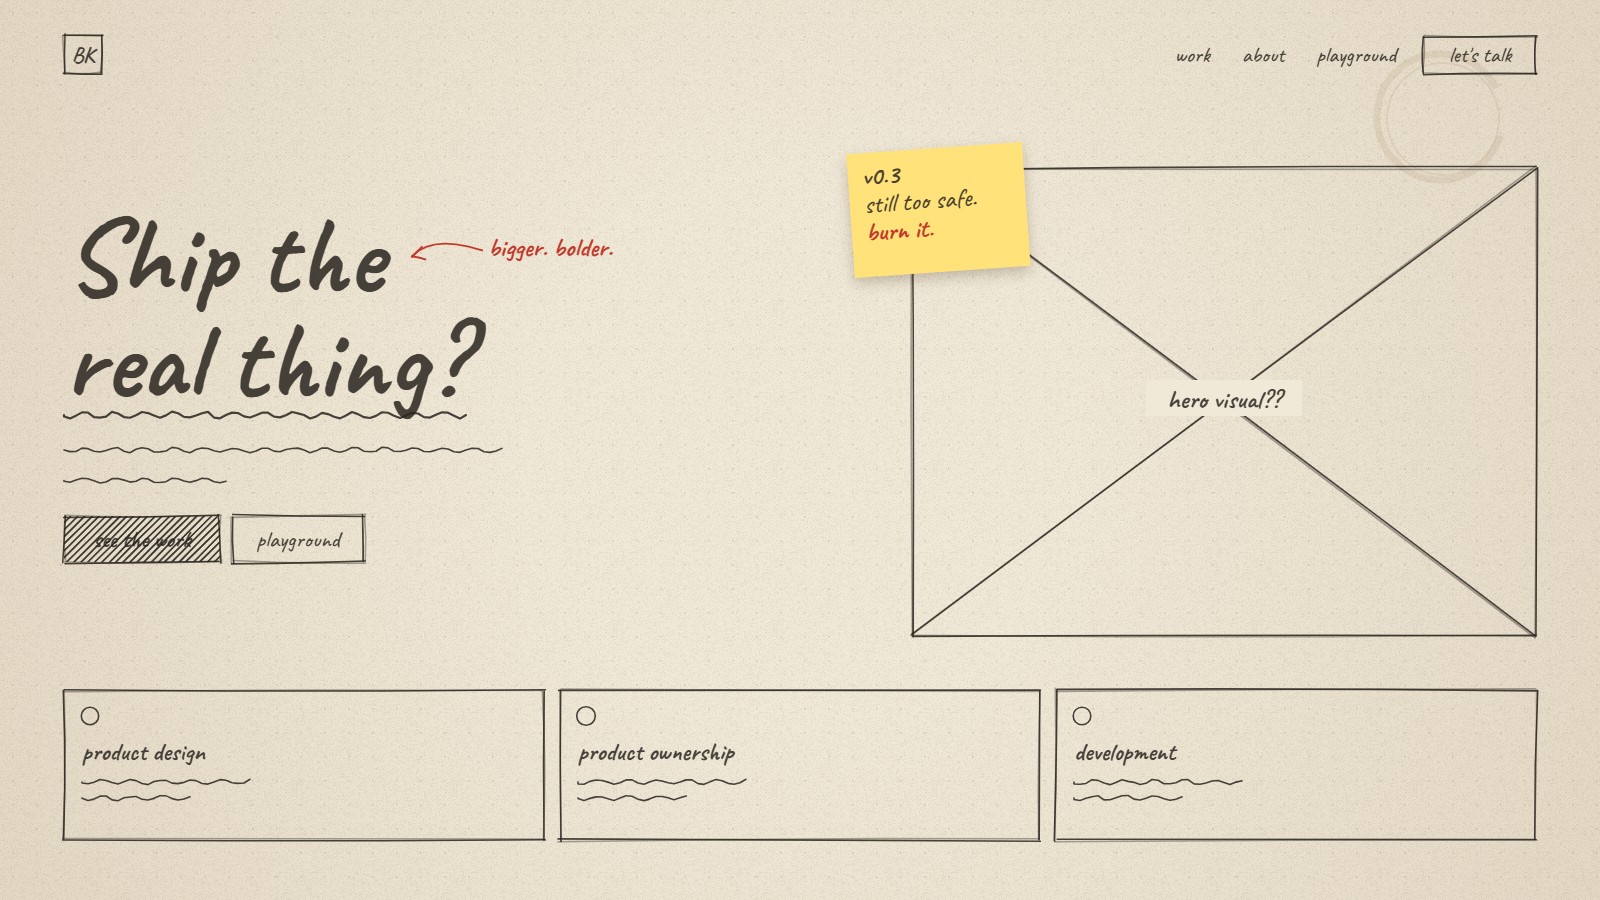 BK
work about playground let's talk
v0.3
still too safe.
burn it.
Ship the
bigger. bolder.
real thing?
hero visual??
see the work playground
product design product ownership development